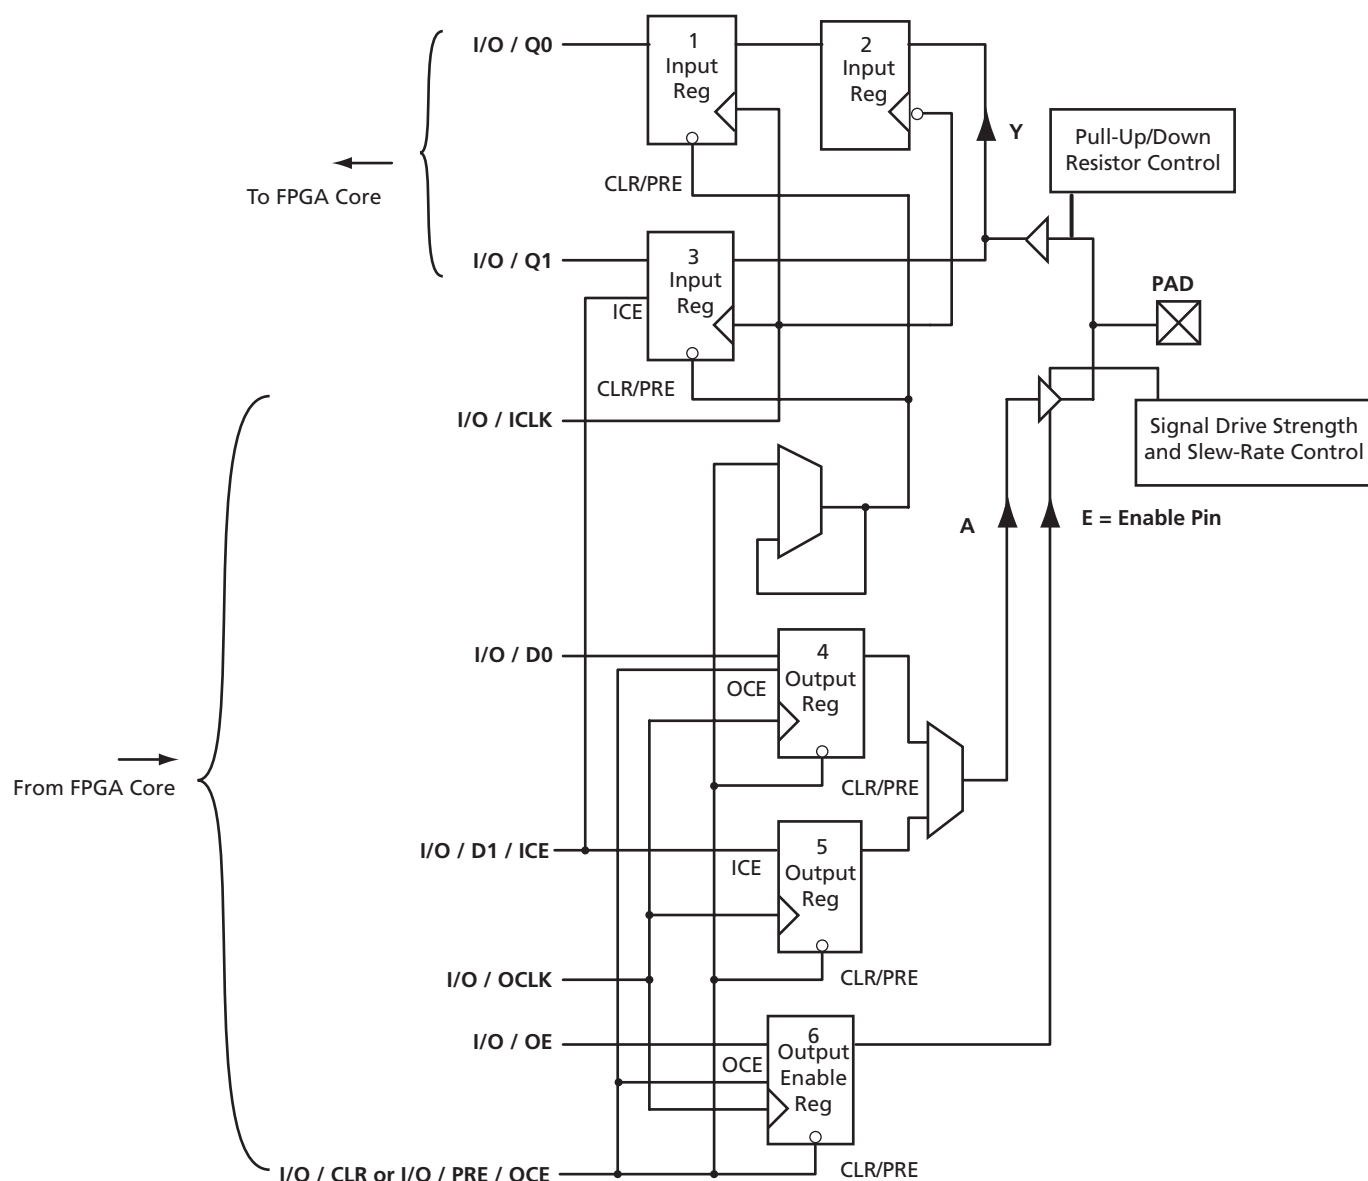 I/O / Q0
1
Input
Reg
2
Input
Reg
Y
Pull-Up/Down
Resistor Control
CLR/PRE
To FPGA Core
I/O / Q1
3
Input
Reg
ICE
PAD
CLR/PRE
I/O / ICLK
Signal Drive Strength
and Slew-Rate Control
A
E = Enable Pin
I/O / D0
4
Output
Reg
OCE
CLR/PRE
From FPGA Core
I/O / D1 / ICE
5
Output
Reg
ICE
I/O / OCLK
CLR/PRE
I/O / OE
6
Output
Enable
Reg
OCE
I/O / CLR or I/O / PRE / OCE
CLR/PRE